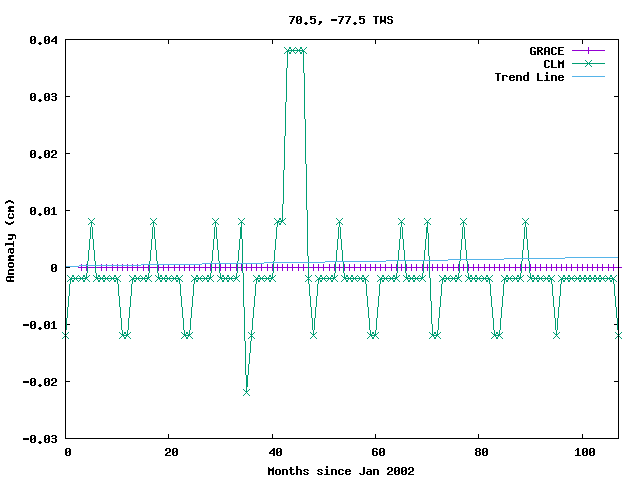 70.5, -77.5 TWS
GRACE
CLM
Trend Line
0.04
0.03
0.02
0.01
0
-0.01
-0.02
-0.03
Anomaly (cm)
0 20 40 60 80 100
Months since Jan 2002